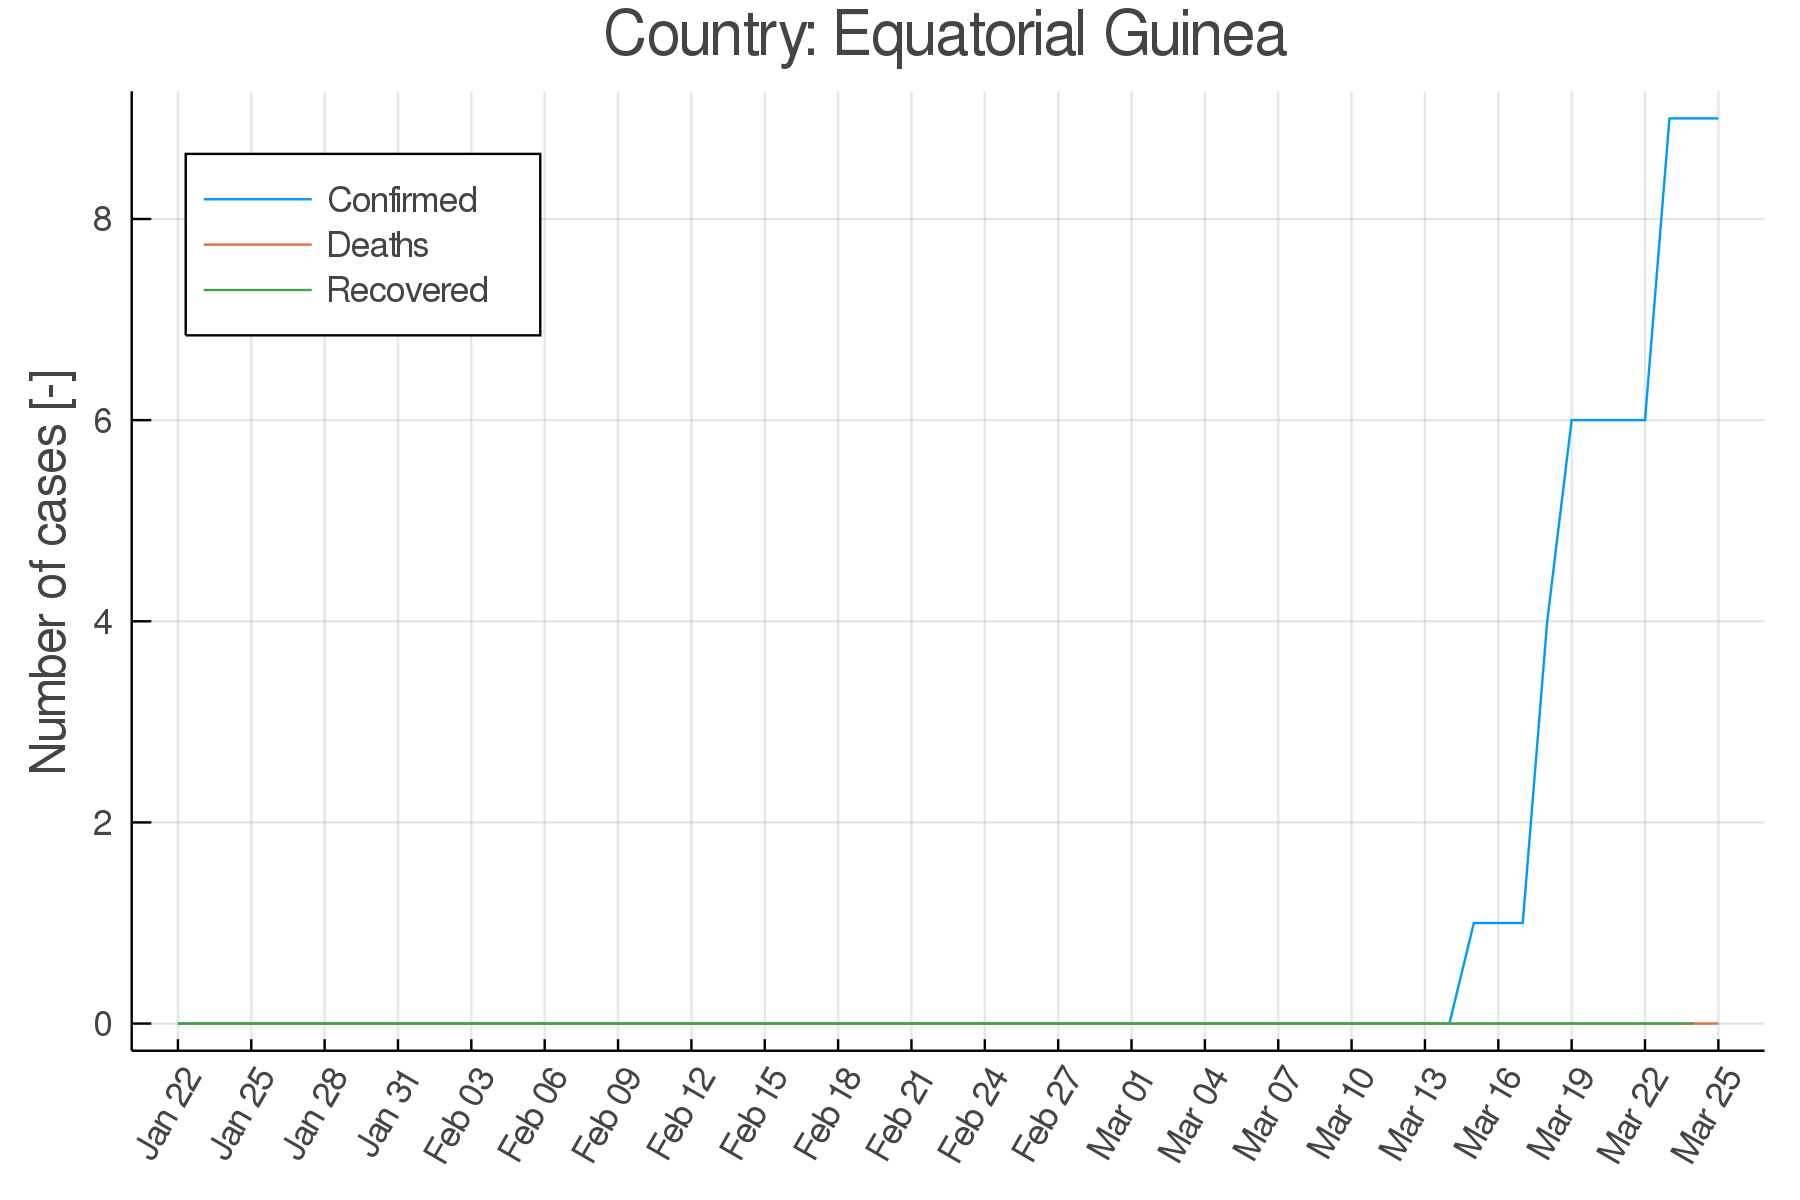 Country: Equatorial Guinea
Number of cases [-]
Confirmed
Deaths
Recovered
8
6
4
2
0
Jan 22
Jan 25
Jan 28
Jan 31
Feb 03
Feb 06
Feb 09
Feb 12
Feb 15
Feb 18
Feb 21
Feb 24
Feb 27
Mar 01
Mar 04
Mar 07
Mar 10
Mar 13
Mar 16
Mar 19
Mar 22
Mar 25